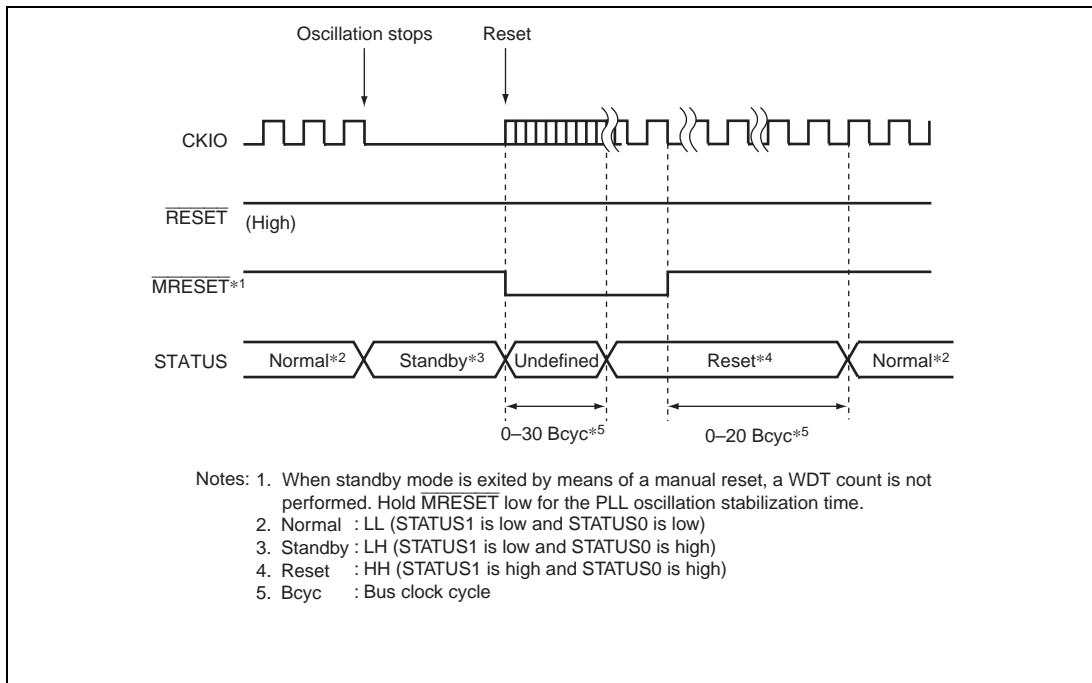 Oscillation stops Reset
CKIO
RESET (High)
MRESET*1
STATUS Normal*2 Standby*3 Undefined Reset*4 Normal*2
0–30 Bcyc*5 0–20 Bcyc*5
Notes: 1. When standby mode is exited by means of a manual reset, a WDT count is not
performed. Hold MRESET low for the PLL oscillation stabilization time.
2. Normal : LL (STATUS1 is low and STATUS0 is low)
3. Standby : LH (STATUS1 is low and STATUS0 is high)
4. Reset : HH (STATUS1 is high and STATUS0 is high)
5. Bcyc : Bus clock cycle